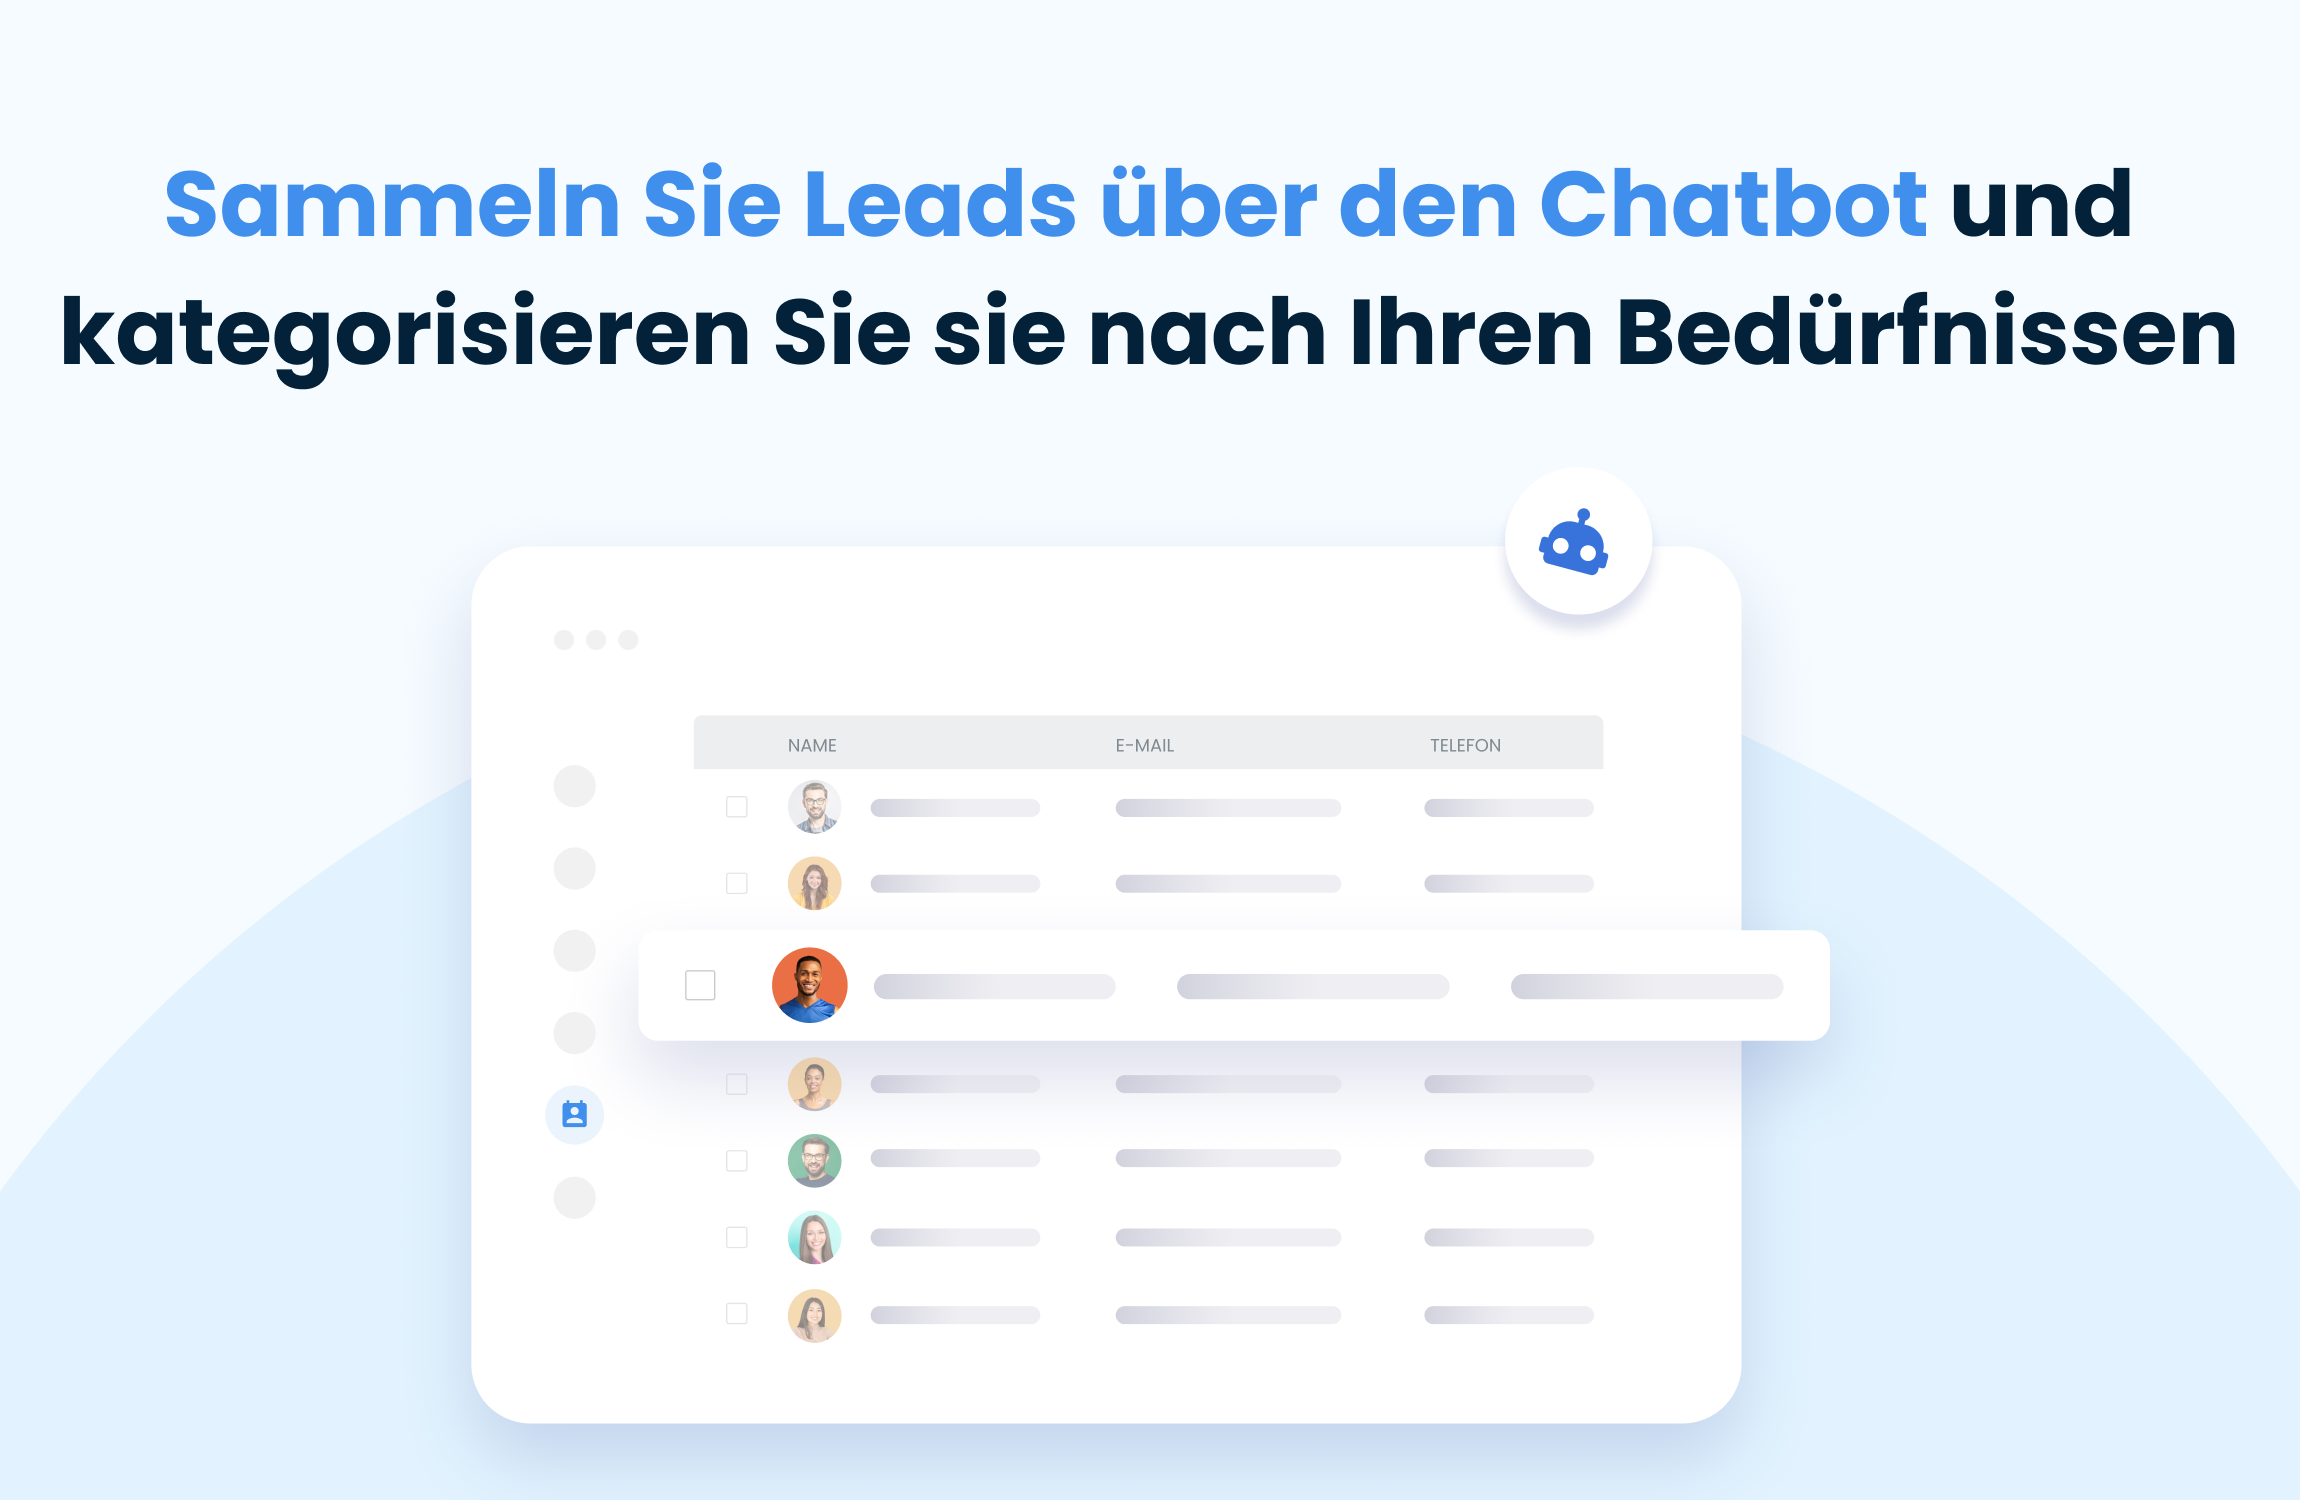 Sammeln Sie Leads über den Chatbot und
kategorisieren Sie sie nach Ihren Bedürfnissen
NAME E-MAIL TELEFON